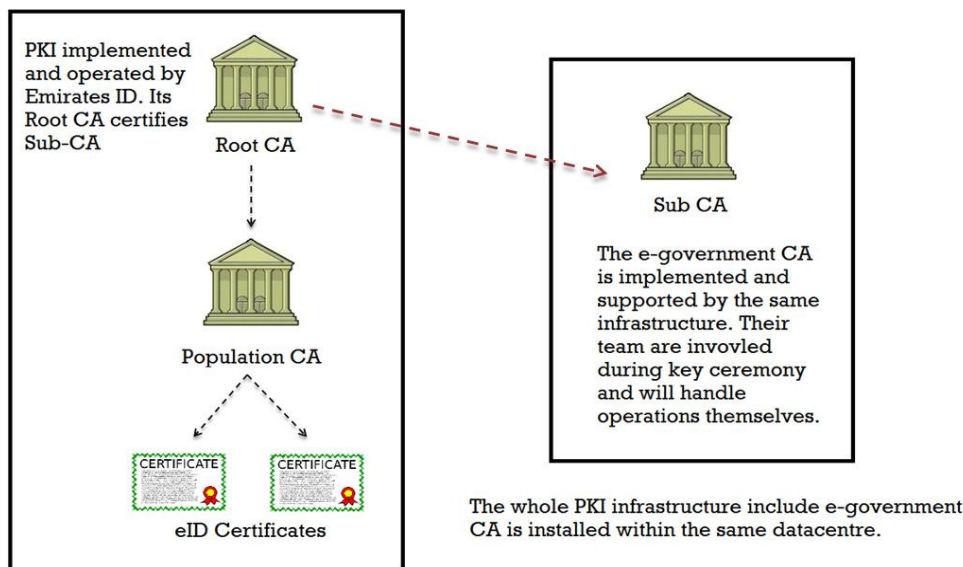 PKI implemented
and operated by
Emirates ID. Its
Root CA certifies
Sub-CA
Root CA
Population CA
CERTIFICATE
CERTIFICATE
eID Certificates
Sub CA
The e-government CA
is implemented and
supported by the same
infrastructure. Their
team are invovled
during key ceremony
and will handle
operations themselves.
The whole PKI infrastructure include e-government
CA is installed within the same datacentre.